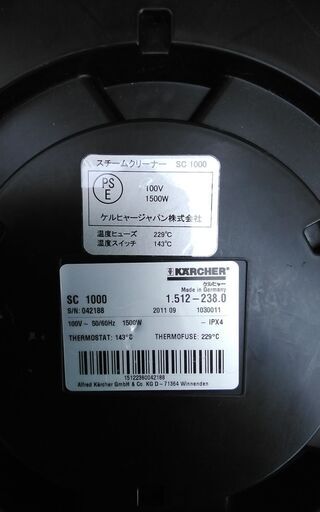 スチームクリーナー SC 1000
PS
E
100V
1500W
ケルヒャージャパン株式会社
温度ヒューズ 229℃
温度スイッチ 143℃
KÄRCHER
ケルヒャー
Made in Germany
SC 1000 1.512-238.0
S/N: 042188 2011 09 1030011
100V~ 50/60Hz 1500W - IPX4
THERMOSTAT: 143°C THERMOFUSE: 229°C
15122380042188
Alfred Kärcher GmbH & Co. KG D - 71364 Winnenden